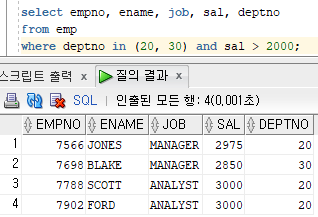 select empno, ename, job, sal, deptno
from emp
where deptno in (20, 30) and sal > 2000;
스크립트 출력 × 질의 결과 ×
SQL | 인출된 모든 행: 4(0,001초)
EMPNO ENAME JOB SAL DEPTNO
1 7566 JONES MANAGER 2975 20
2 7698 BLAKE MANAGER 2850 30
3 7788 SCOTT ANALYST 3000 20
4 7902 FORD ANALYST 3000 20